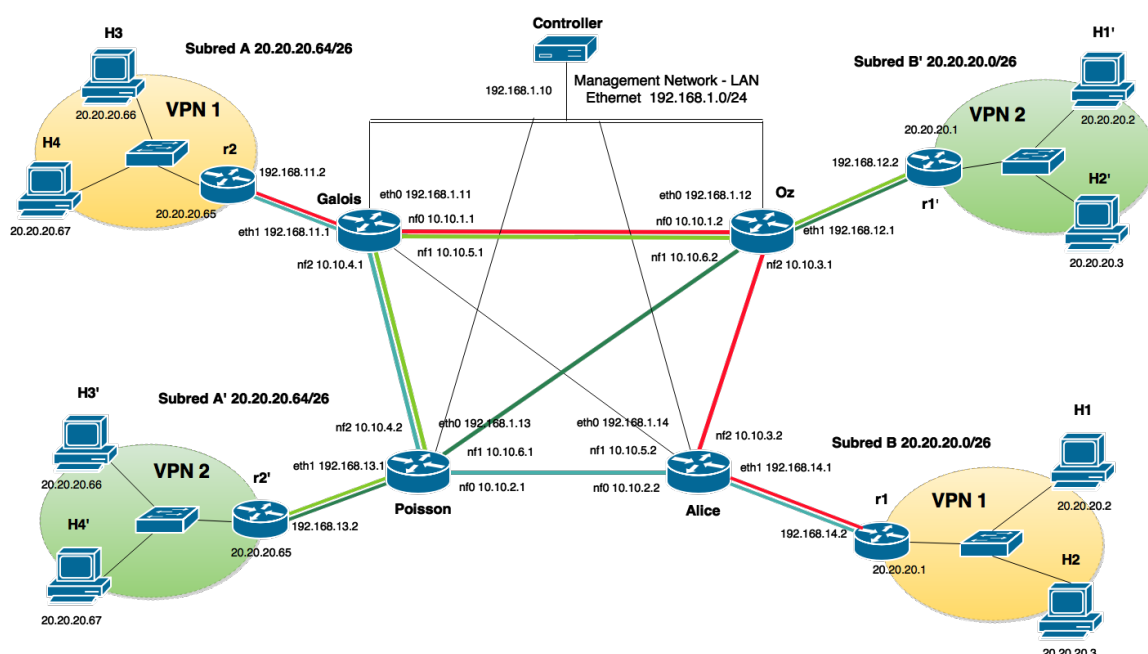 Controller
H3
Subred A 20.20.20.64/26
H1'
Subred B' 20.20.20.0/26
Management Network - LAN
Ethernet 192.168.1.0/24
192.168.1.10
VPN 1
20.20.20.66
VPN 2
20.20.20.2
20.20.20.1
H4
r2
192.168.11.2
192.168.12.2
H2'
r1'
Galois
eth0 192.168.1.11
eth0 192.168.1.12
Oz
20.20.20.65
20.20.20.67
nf0 10.10.1.1
nf0 10.10.1.2
eth1 192.168.11.1
eth1 192.168.12.1
nf1 10.10.5.1
nf1 10.10.6.2
nf2 10.10.4.1
nf2 10.10.3.1
20.20.20.3
H3'
Subred A' 20.20.20.64/26
H1
nf2 10.10.4.2
eth0 192.168.1.13
eth0 192.168.1.14
nf2 10.10.3.2
Subred B 20.20.20.0/26
nf1 10.10.6.1
nf1 10.10.5.2
VPN 2
eth1 192.168.13.1
eth1 192.168.14.1
20.20.20.66
r2'
nf0 10.10.2.1
nf0 10.10.2.2
r1
VPN 1
20.20.20.2
Poisson
Alice
H4'
192.168.13.2
192.168.14.2
20.20.20.65
20.20.20.1
H2
20.20.20.67
20.20.20.3